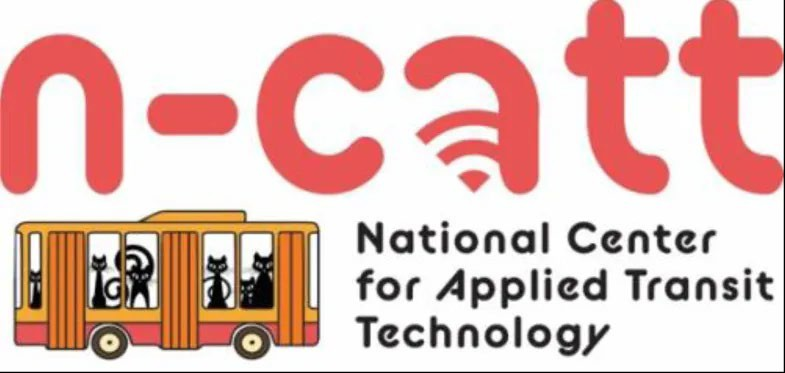 n-catt
National Center
for Applied Transit
Technology